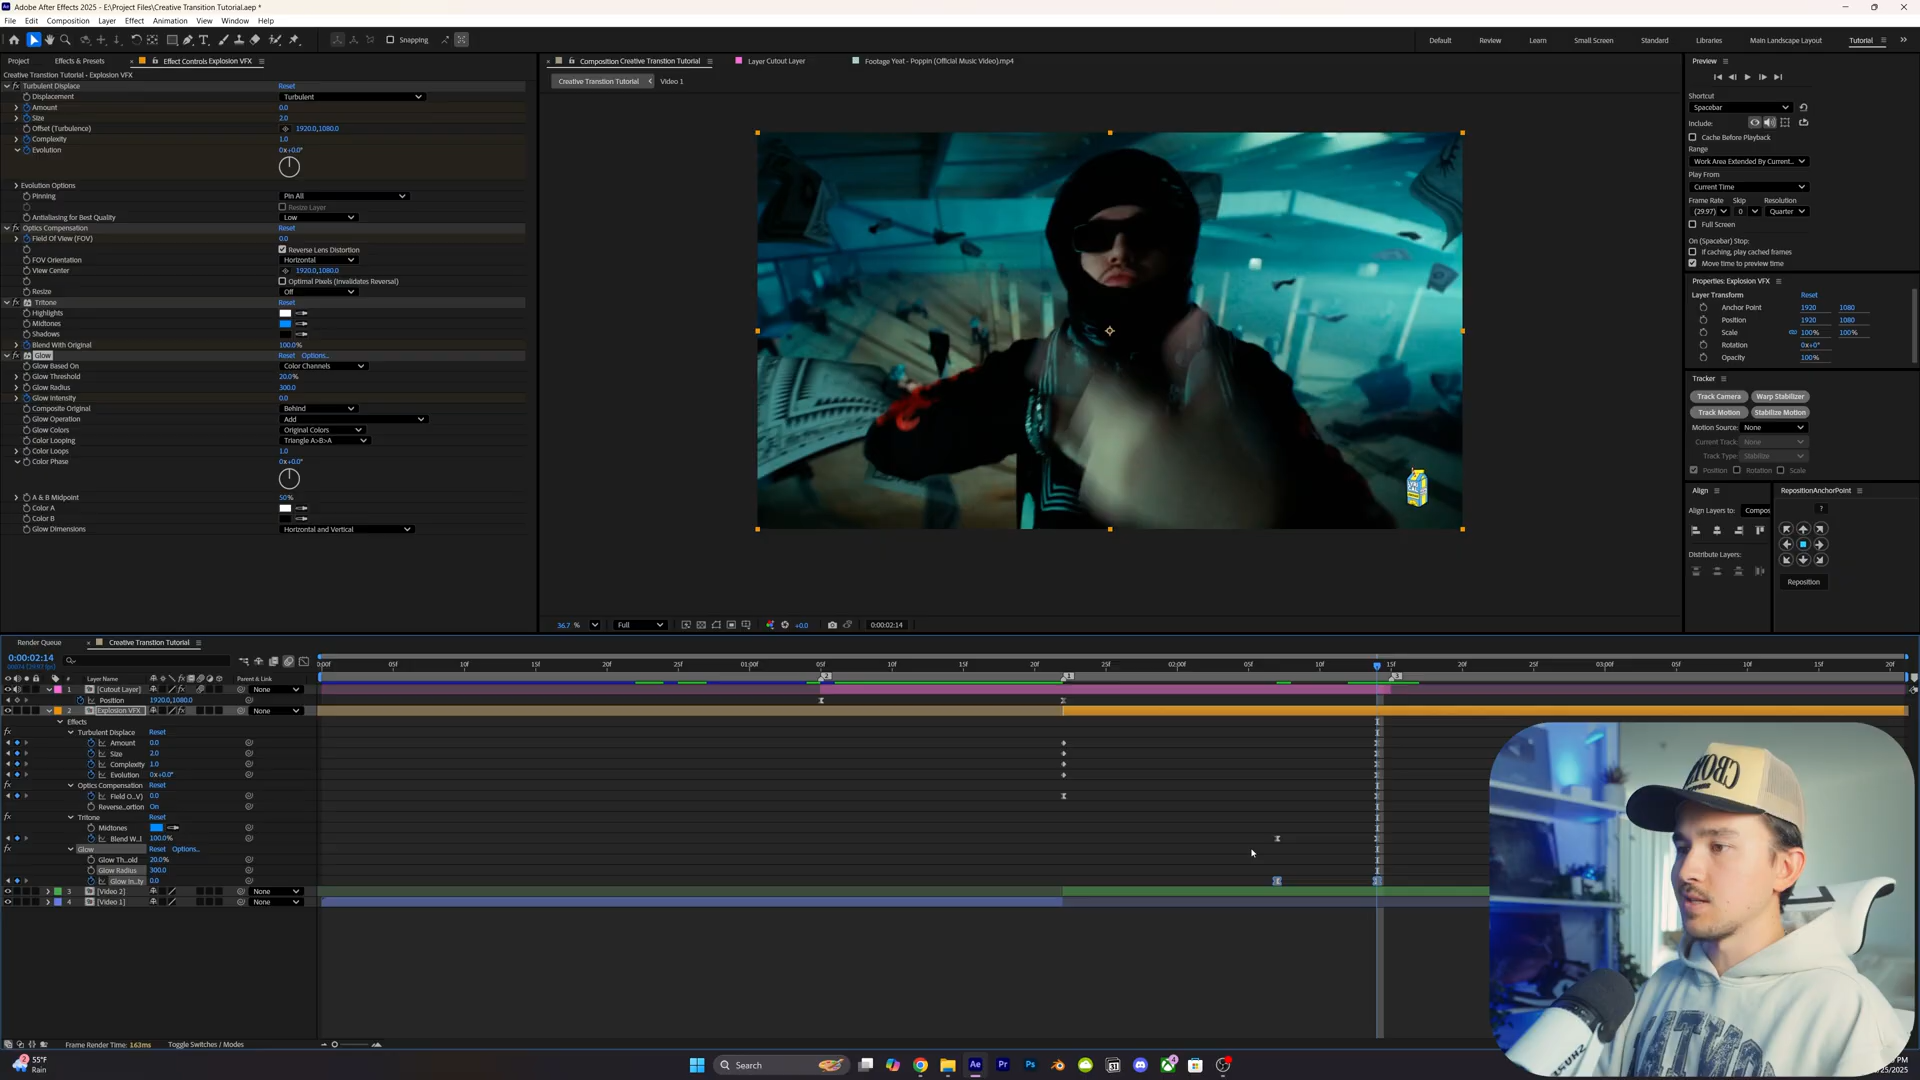 Adobe After Effects 2025 - E:\Project Files\Creative Transition Tutorial.aep *
File Edit Composition Layer Effect Animation View Window Help
Snapping
Default Review Learn Small Screen Standard Libraries Main Landscape Layout Tutorial
Project Effects & Presets Effect Controls Explosion VFX
Creative Transition Tutorial • Explosion VFX
Turbulent Displace Reset
Displacement Turbulent
Amount 0.0
Size 2.0
Offset (Turbulence) 1920.0,1080.0
Complexity 1.0
Evolution 0x+0.0°
Evolution Options
Pinning Pin All
Resize Layer
Antialiasing for Best Quality Low
Optics Compensation Reset
Field Of View (FOV) 0.0
Reverse Lens Distortion
FOV Orientation Horizontal
View Center 1920.0,1080.0
Optimal Pixels (Invalidates Reversal)
Resize Off
Tritone Reset
Highlights
Midtones
Shadows
Blend With Original 100.0%
Glow Reset Options...
Glow Based On Color Channels
Glow Threshold 20.0%
Glow Radius 300.0
Glow Intensity 0.0
Composite Original Behind
Glow Operation Add
Glow Colors Original Colors
Color Looping Triangle A>B>A
Color Loops 1.0
Color Phase 0x+0.0°
A & B Midpoint 50%
Color A
Color B
Glow Dimensions Horizontal and Vertical
Composition Creative Transtion Tutorial Layer Cutout Layer Footage Yeat - Poppin (Official Music Video).mp4
Creative Transtion Tutorial Video 1
36.7 % Full +0.0 0:00:02:14
Preview
Shortcut
Spacebar
Include:
Cache Before Playback
Range
Work Area Extended By Current...
Play From
Current Time
Frame Rate Skip Resolution
(29.97) 0 Quarter
Full Screen
On (Spacebar) Stop:
If caching, play cached frames
Move time to preview time
Properties: Explosion VFX
Layer Transform Reset
Anchor Point 1920 1080
Position 1920 1080
Scale 100% 100%
Rotation 0x+0°
Opacity 100%
Tracker
Track Camera Warp Stabilizer
Track Motion Stabilize Motion
Motion Source: None
Current Track: None
Track Type: Stabilize
Position Rotation Scale
Align RepositionAnchorPoint
Align Layers to: Compos ?
Distribute Layers:
Reposition
Render Queue Creative Transtion Tutorial
0:00:02:14
Layer Name Parent & Link
0:00f 05f 10f 15f 20f 25f 01:00f 05f 10f 15f 20f 25f 02:00f 05f 10f 15f 20f 25f 03:00f 05f 10f 15f 20f
2 1 3
1 [Cutout Layer] None
Position 1920.0,1080.0
2 Explosion VFX None
Effects
Turbulent Displace Reset
Amount 0.0
Size 2.0
Complexity 1.0
Evolution 0x+0.0°
Optics Compensation Reset
Field O...V) 0.0
Reverse...ortion On
Tritone Reset
Midtones
Blend W...l 100.0%
Glow Reset Options...
Glow Th...old 20.0%
Glow Radius 300.0
Glow In...ty 0.0
3 [Video 2] None
4 [Video 1] None
Frame Render Time: 163ms Toggle Switches / Modes
55°F
Rain
Search